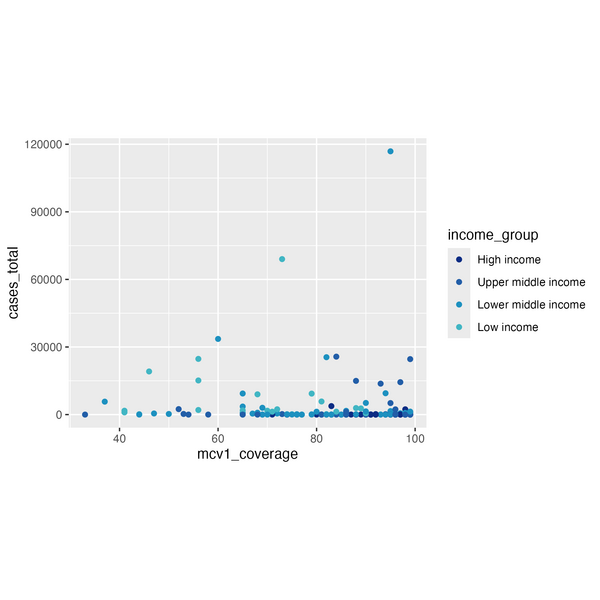 120000
90000
60000
30000
0
cases_total
40 60 80 100
mcv1_coverage
income_group
High income
Upper middle income
Lower middle income
Low income